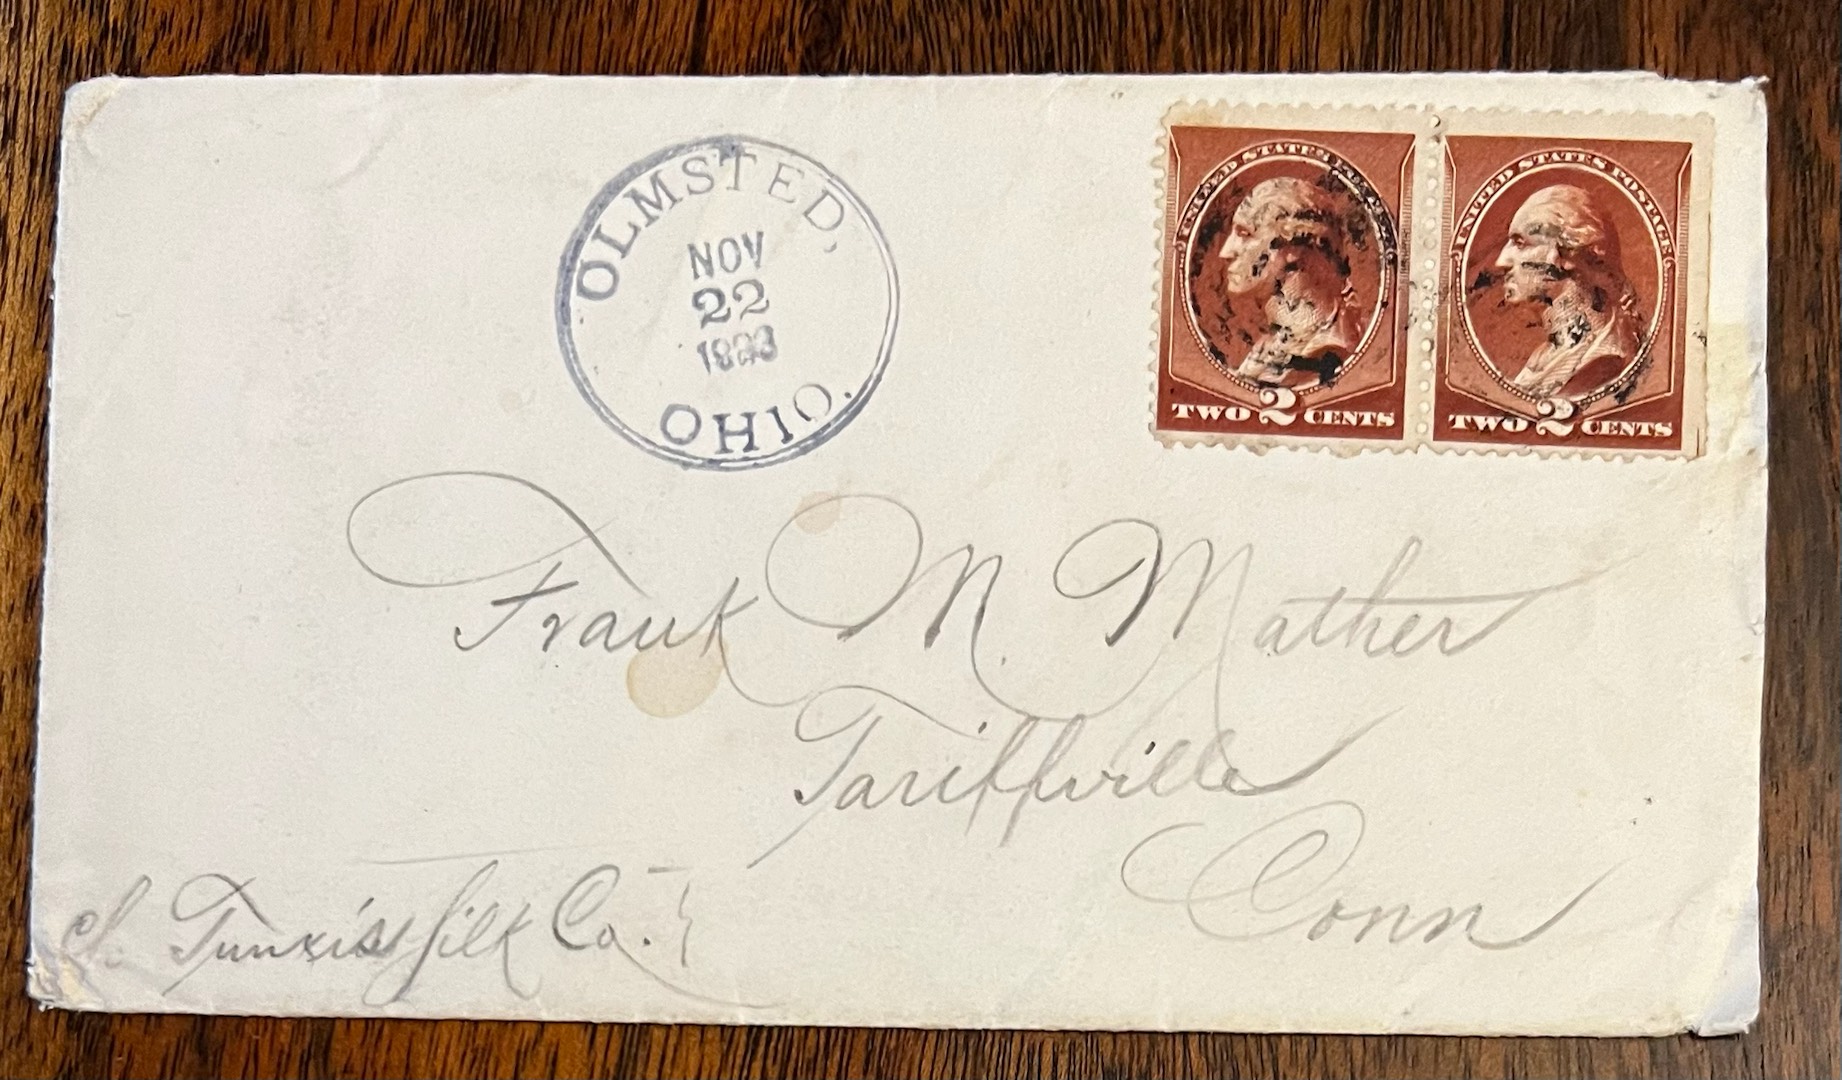 OLMSTED,
NOV
22
1883
OHIO.
UNITED STATES POSTAGE
TWO 2 CENTS
UNITED STATES POSTAGE
TWO 2 CENTS
Frank M. Mather
Tariffville
Conn
c/. Tunxis Silk Co.